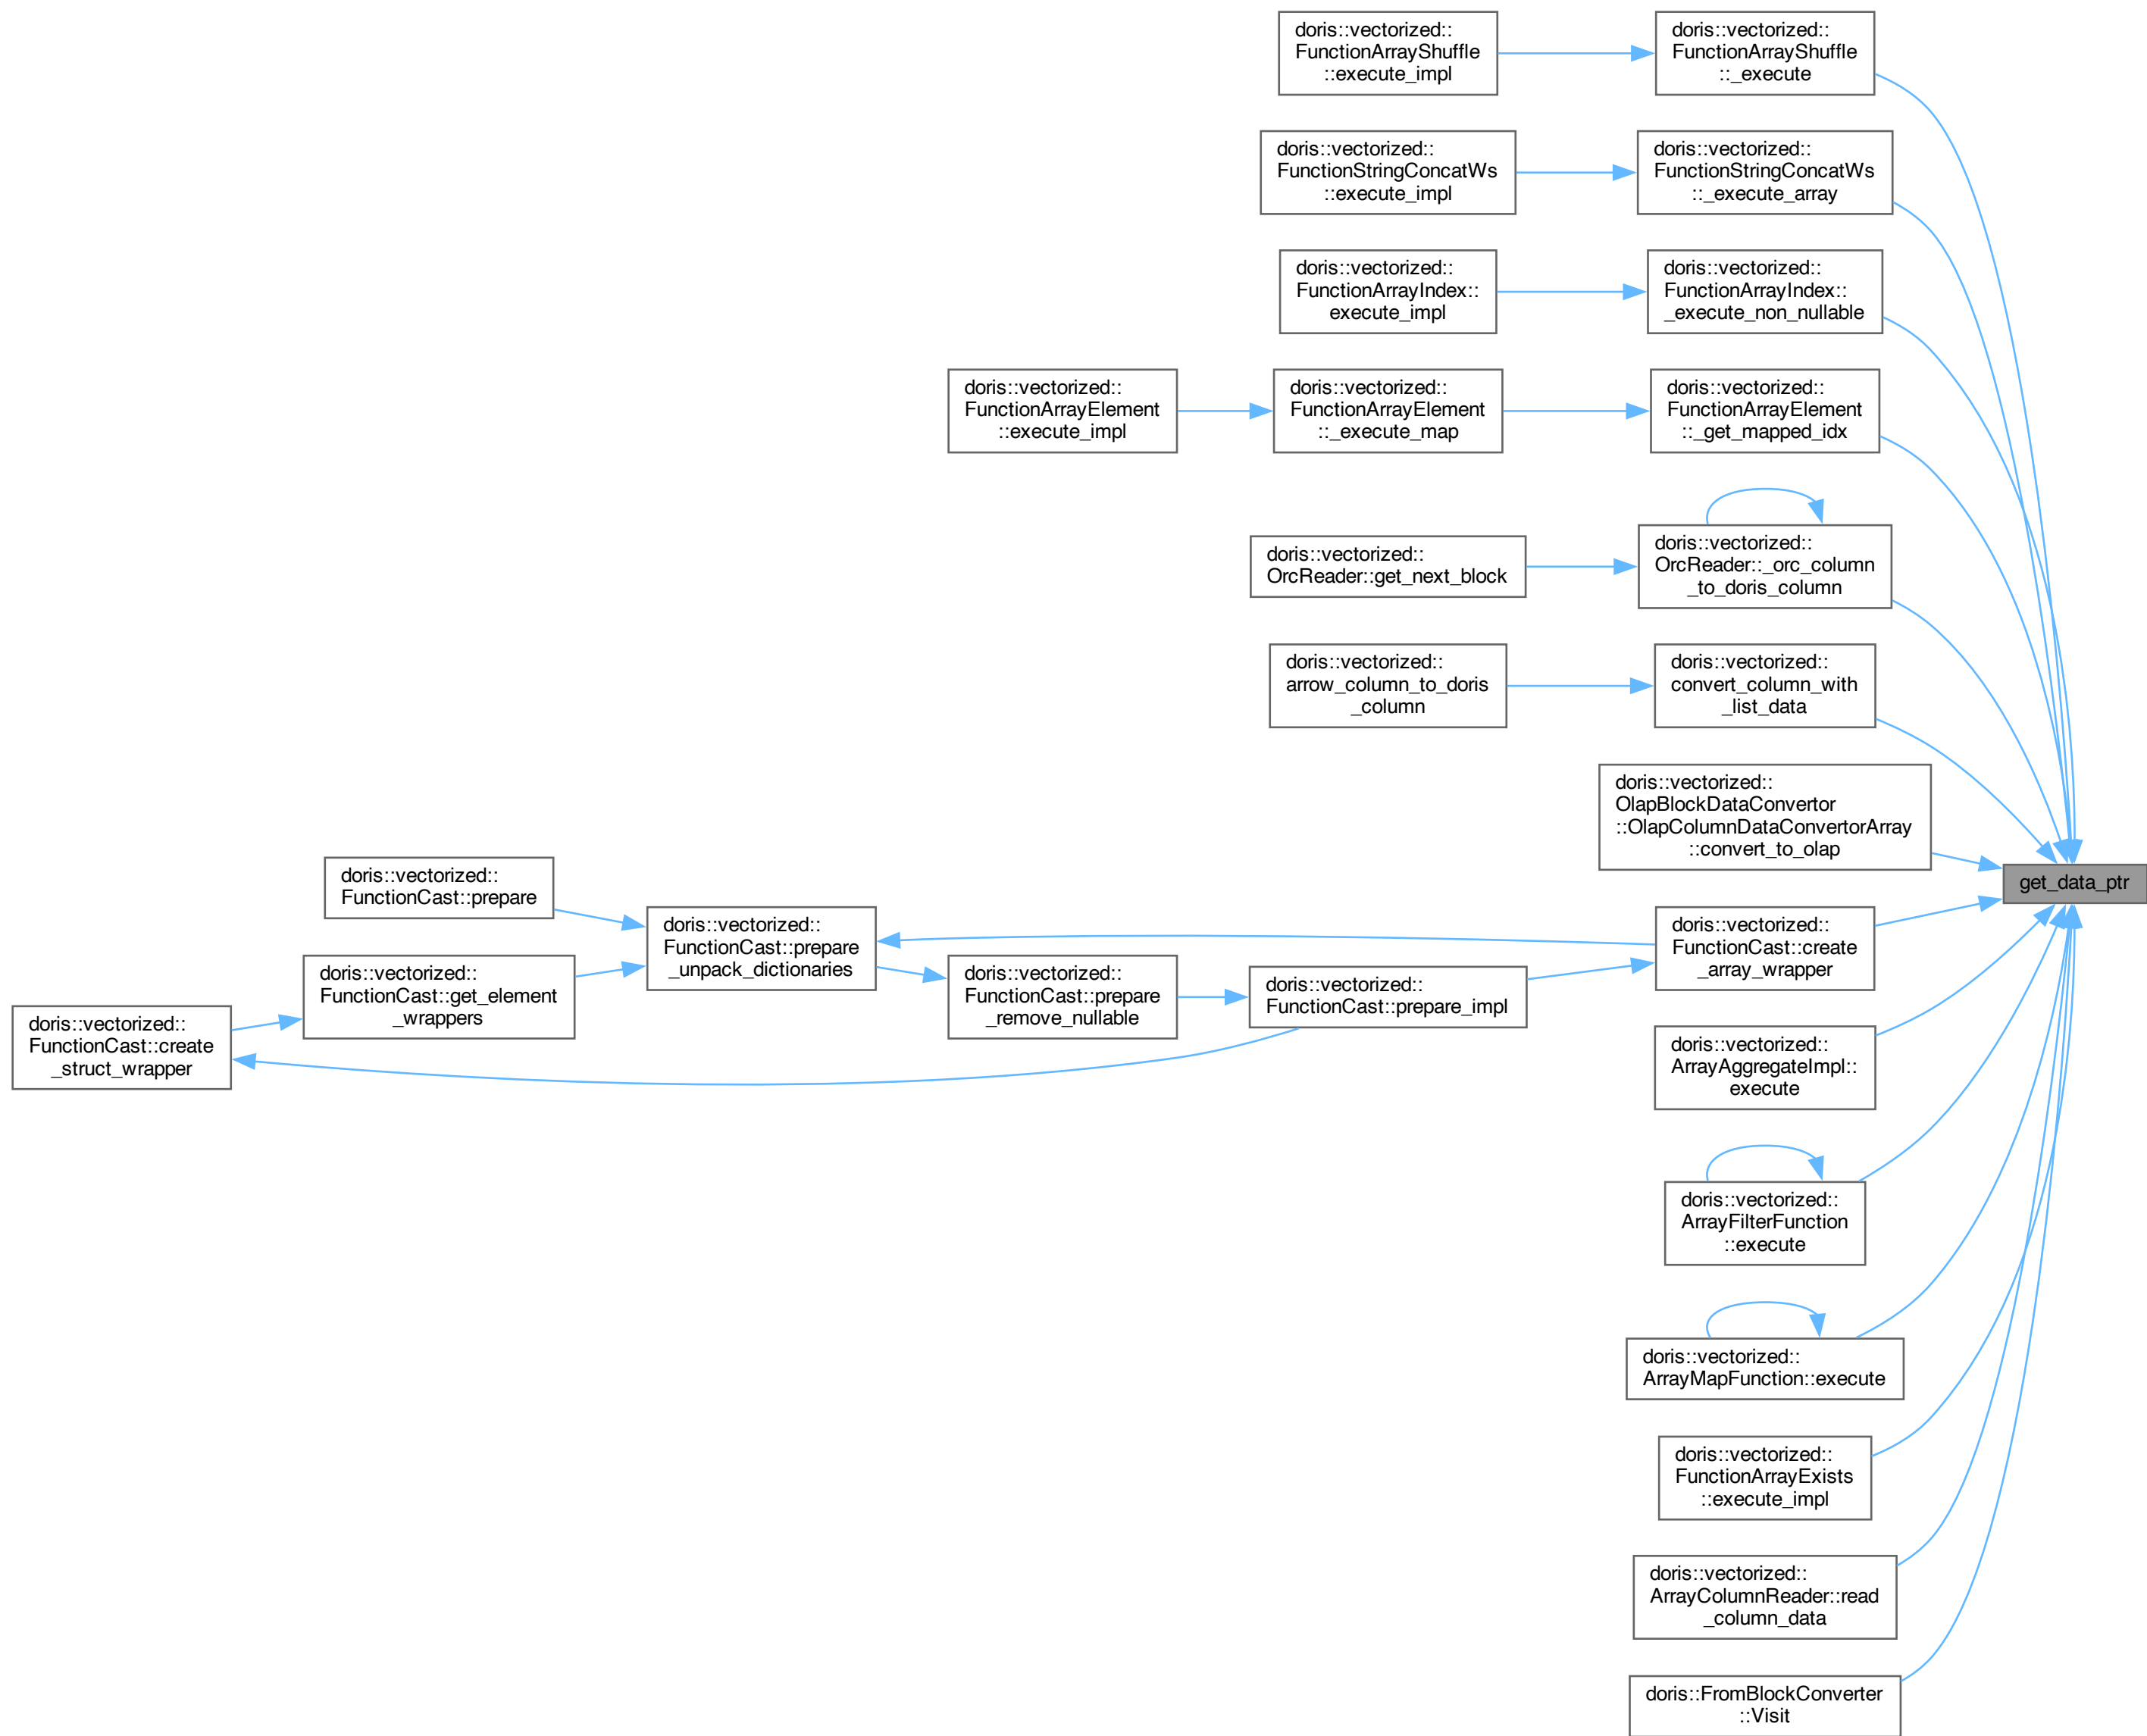 doris::vectorized::
FunctionArrayShuffle
::execute_impl
doris::vectorized::
FunctionArrayShuffle
::_execute
doris::vectorized::
FunctionStringConcatWs
::execute_impl
doris::vectorized::
FunctionStringConcatWs
::_execute_array
doris::vectorized::
FunctionArrayIndex::
execute_impl
doris::vectorized::
FunctionArrayIndex::
_execute_non_nullable
doris::vectorized::
FunctionArrayElement
::execute_impl
doris::vectorized::
FunctionArrayElement
::_execute_map
doris::vectorized::
FunctionArrayElement
::_get_mapped_idx
doris::vectorized::
OrcReader::get_next_block
doris::vectorized::
OrcReader::_orc_column
_to_doris_column
doris::vectorized::
arrow_column_to_doris
_column
doris::vectorized::
convert_column_with
_list_data
doris::vectorized::
OlapBlockDataConvertor
::OlapColumnDataConvertorArray
::convert_to_olap
get_data_ptr
doris::vectorized::
FunctionCast::prepare
doris::vectorized::
FunctionCast::prepare
_unpack_dictionaries
doris::vectorized::
FunctionCast::create
_array_wrapper
doris::vectorized::
FunctionCast::get_element
_wrappers
doris::vectorized::
FunctionCast::prepare
_remove_nullable
doris::vectorized::
FunctionCast::prepare_impl
doris::vectorized::
FunctionCast::create
_struct_wrapper
doris::vectorized::
ArrayAggregateImpl::
execute
doris::vectorized::
ArrayFilterFunction
::execute
doris::vectorized::
ArrayMapFunction::execute
doris::vectorized::
FunctionArrayExists
::execute_impl
doris::vectorized::
ArrayColumnReader::read
_column_data
doris::FromBlockConverter
::Visit